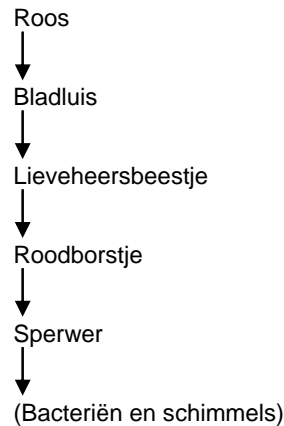 Roos
Bladluis
Lieveheersbeestje
Roodborstje
Sperwer
(Bacteriën en schimmels)